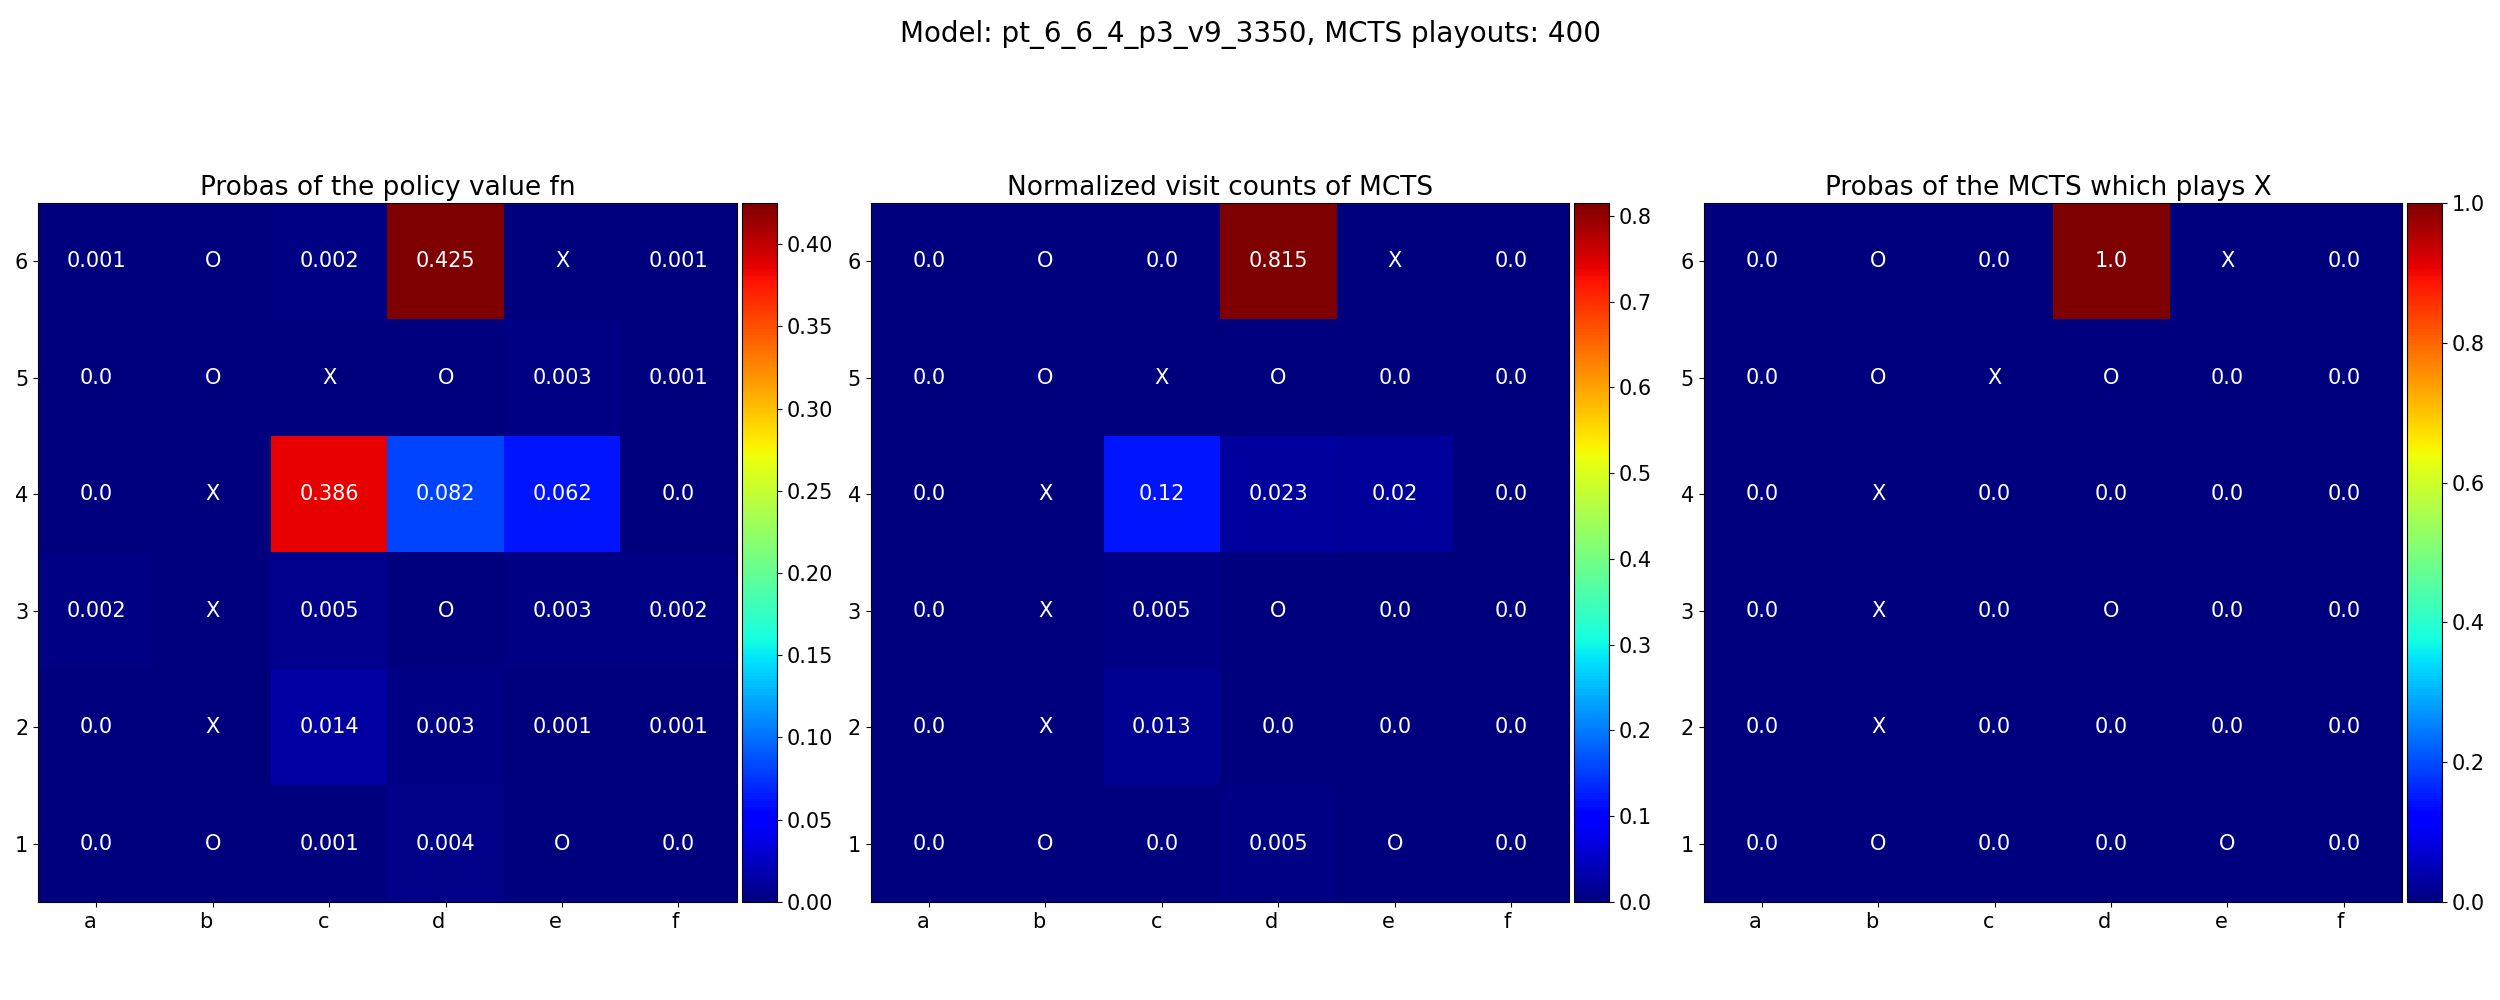 Model: pt_6_6_4_p3_v9_3350, MCTS playouts: 400
Probas of the policy value fn
6 0.001 O 0.002 0.425 X 0.001
5 0.0 O X O 0.003 0.001
4 0.0 X 0.386 0.082 0.062 0.0
3 0.002 X 0.005 O 0.003 0.002
2 0.0 X 0.014 0.003 0.001 0.001
1 0.0 O 0.001 0.004 O 0.0
a b c d e f
0.40
0.35
0.30
0.25
0.20
0.15
0.10
0.05
0.00
Normalized visit counts of MCTS
6 0.0 O 0.0 0.815 X 0.0
5 0.0 O X O 0.0 0.0
4 0.0 X 0.12 0.023 0.02 0.0
3 0.0 X 0.005 O 0.0 0.0
2 0.0 X 0.013 0.0 0.0 0.0
1 0.0 O 0.0 0.005 O 0.0
a b c d e f
0.8
0.7
0.6
0.5
0.4
0.3
0.2
0.1
0.0
Probas of the MCTS which plays X
6 0.0 O 0.0 1.0 X 0.0
5 0.0 O X O 0.0 0.0
4 0.0 X 0.0 0.0 0.0 0.0
3 0.0 X 0.0 O 0.0 0.0
2 0.0 X 0.0 0.0 0.0 0.0
1 0.0 O 0.0 0.0 O 0.0
a b c d e f
1.0
0.8
0.6
0.4
0.2
0.0